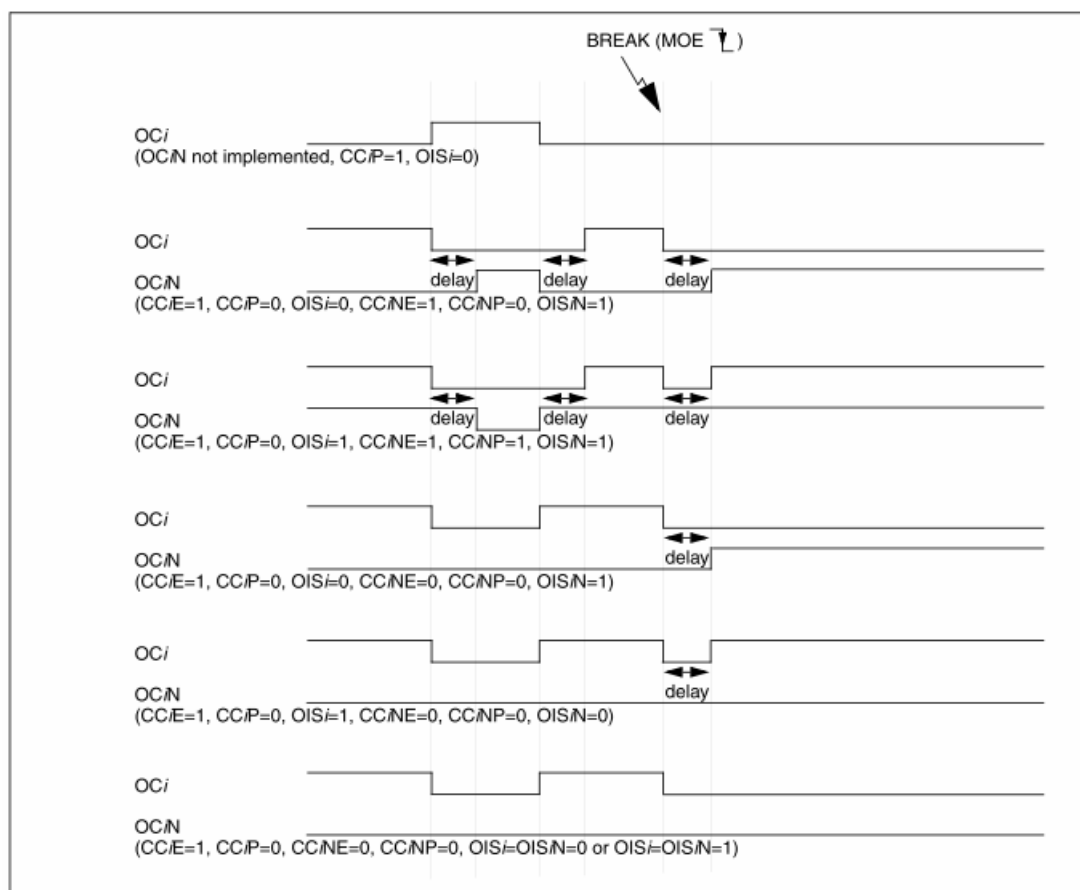 BREAK (MOE )
OCi
(OCiN not implemented, CCiP=1, OISi=0)
OCi
delay delay delay
OCiN
(CCiE=1, CCiP=0, OISi=0, CCiNE=1, CCiNP=0, OISiN=1)
OCi
delay delay delay
OCiN
(CCiE=1, CCiP=0, OISi=1, CCiNE=1, CCiNP=1, OISiN=1)
OCi
OCiN delay
(CCiE=1, CCiP=0, OISi=0, CCiNE=0, CCiNP=0, OISiN=1)
OCi
OCiN delay
(CCiE=1, CCiP=0, OISi=1, CCiNE=0, CCiNP=0, OISiN=0)
OCi
OCiN
(CCiE=1, CCiP=0, CCiNE=0, CCiNP=0, OISi=OISiN=0 or OISi=OISiN=1)